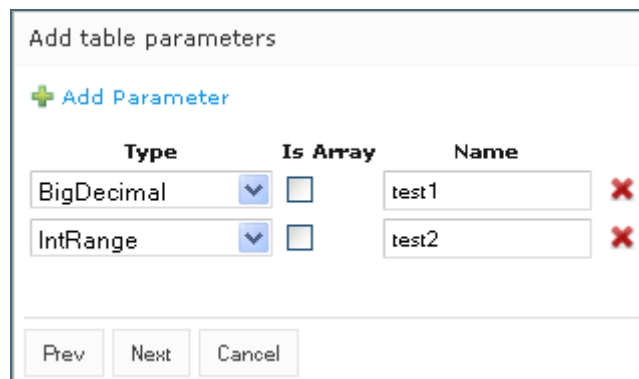 Add table parameters
Add Parameter
Type Is Array Name
BigDecimal test1
IntRange test2
Prev Next Cancel